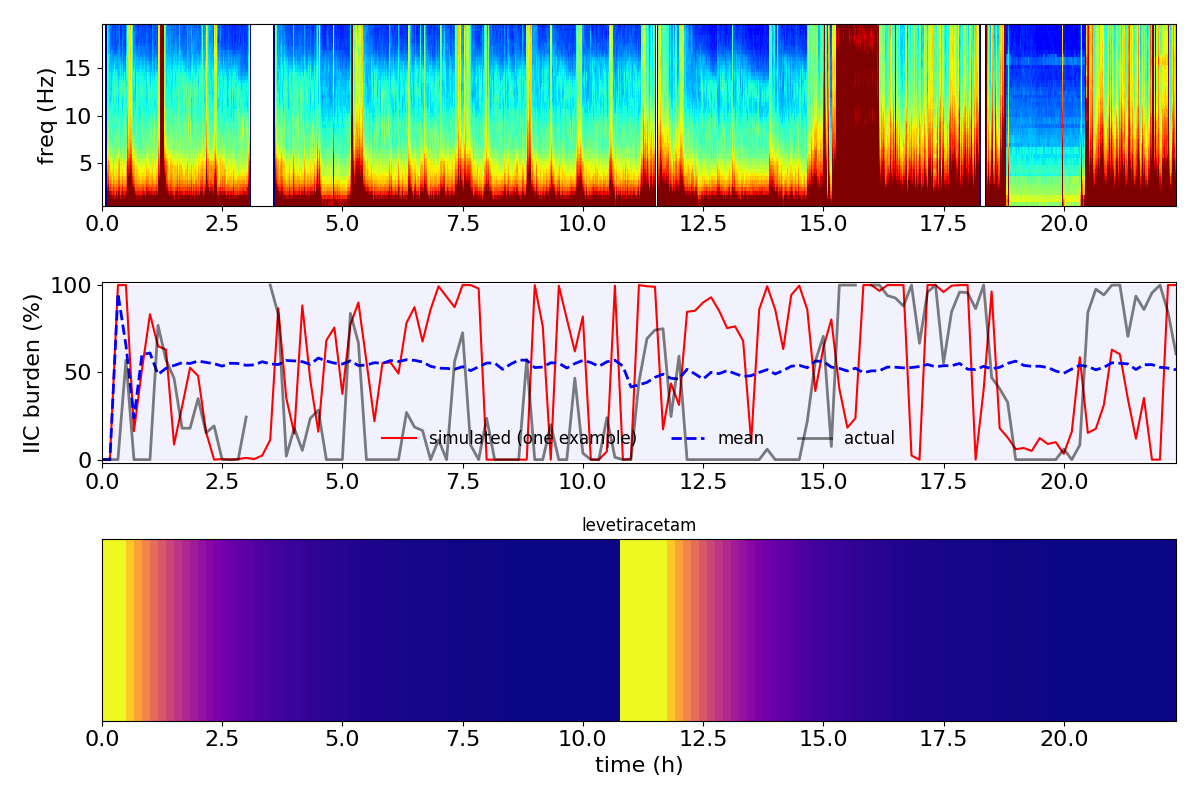 freq (Hz)
15
10
5
0.0 2.5 5.0 7.5 10.0 12.5 15.0 17.5 20.0
IIC burden (%)
100
50
0
simulated (one example) mean actual
0.0 2.5 5.0 7.5 10.0 12.5 15.0 17.5 20.0
levetiracetam
0.0 2.5 5.0 7.5 10.0 12.5 15.0 17.5 20.0
time (h)